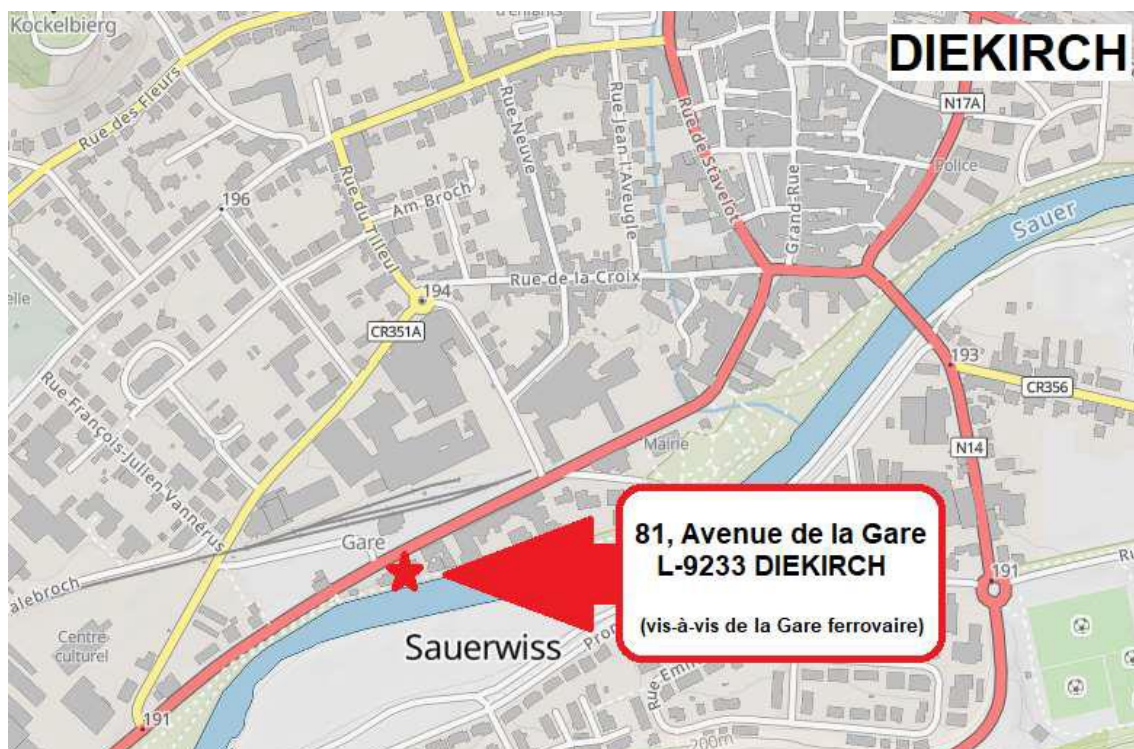 Kockelbierg
d'enfants
DIEKIRCH
Rue des Fleurs
N17A
Rue Neuve
Rue Jean l'Aveugle
Rue de Stavelot
Police
Rue du Tilleul
Am Broch
196
Grand-Rue
Sauer
Rue de la Croix
194
CR351A
193
CR356
Rue François-Julien Vannérus
Mairie
N14
Gare
81, Avenue de la Gare
L-9233 DIEKIRCH
(vis-à-vis de la Gare ferrovaire)
191
alebroch
Centre
culturel
Sauerwiss
191
200m